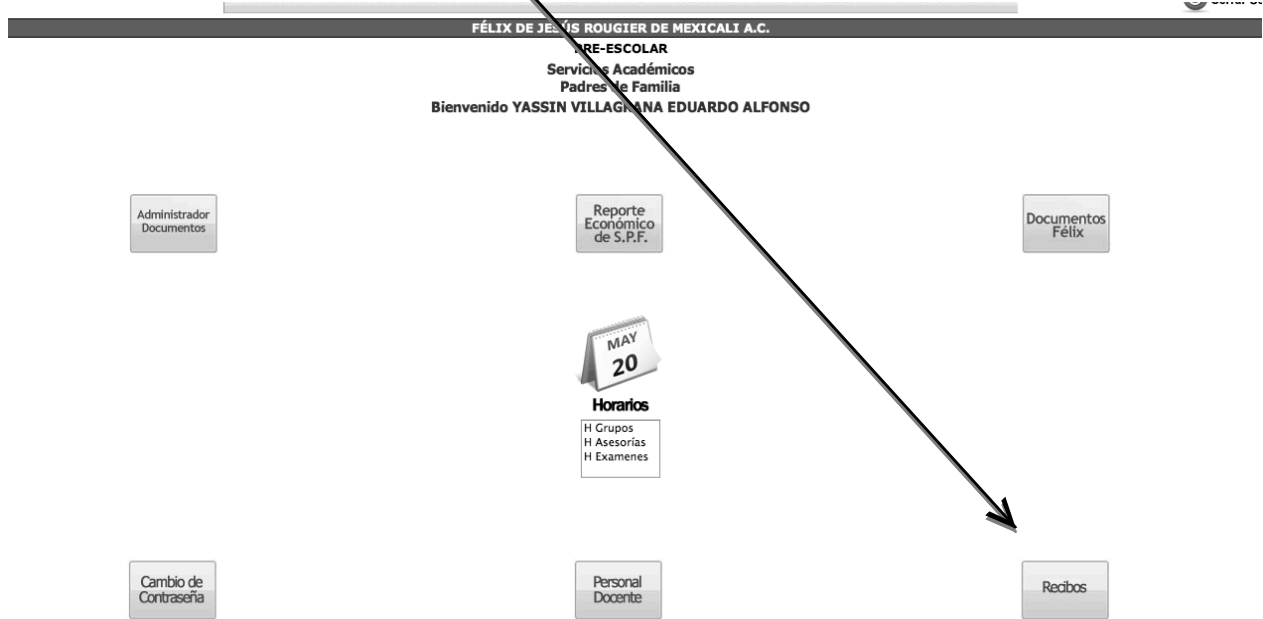 FÉLIX DE JESÚS ROUGIER DE MEXICALI A.C.
PRE-ESCOLAR
Servicios Académicos
Padres de Familia
Bienvenido YASSIN VILLAGRANA EDUARDO ALFONSO
Administrador
Documentos
Reporte
Económico
de S.P.F.
Documentos
Félix
MAY
20
Horarios
H Grupos
H Asesorías
H Examenes
Cambio de
Contraseña
Personal
Docente
Recibos